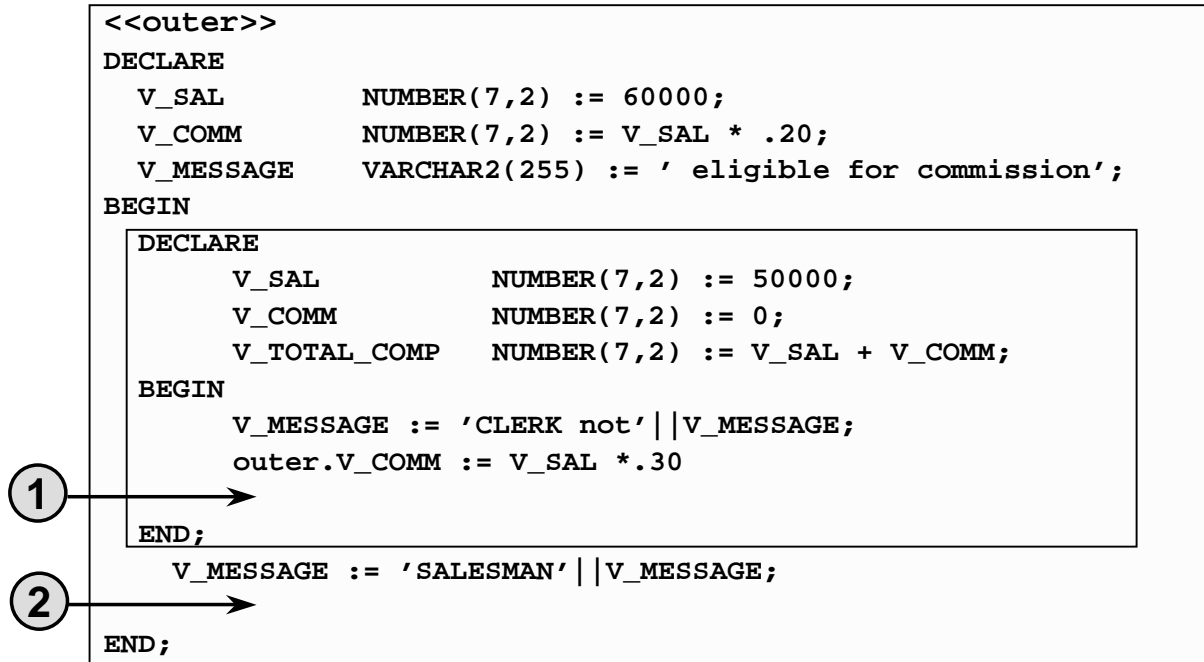 <<outer>>
DECLARE
V_SAL NUMBER(7,2) := 60000;
V_COMM NUMBER(7,2) := V_SAL * .20;
V_MESSAGE VARCHAR2(255) := ’ eligible for commission’;
BEGIN
DECLARE
V_SAL NUMBER(7,2) := 50000;
V_COMM NUMBER(7,2) := 0;
V_TOTAL_COMP NUMBER(7,2) := V_SAL + V_COMM;
BEGIN
V_MESSAGE := ’CLERK not’||V_MESSAGE;
outer.V_COMM := V_SAL *.30
1
END;
V_MESSAGE := ’SALESMAN’||V_MESSAGE;
2
END;